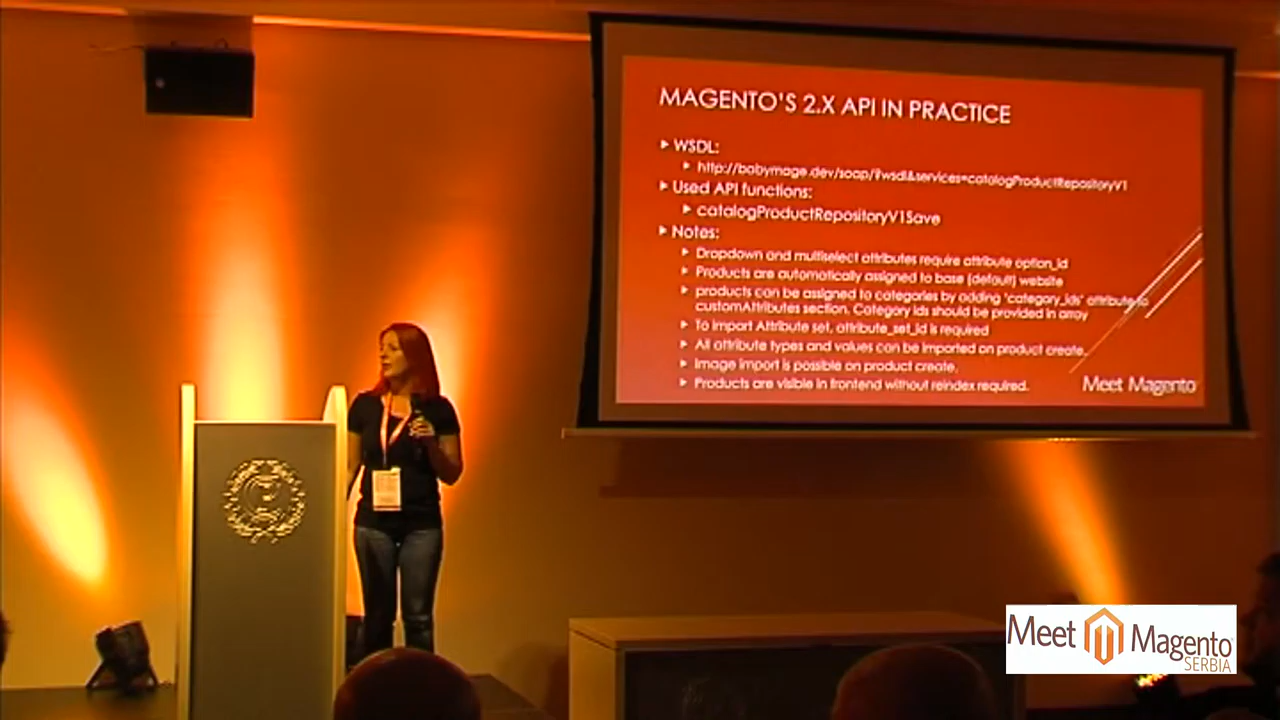 MAGENTO'S 2.X API IN PRACTICE
WSDL:
http://babymage.dev/soap/?wsdl&services=catalogProductRepositoryV1
Used API functions:
catalogProductRepositoryV1Save
Notes:
Dropdown and multiselect attributes require attribute option_id
Products are automatically assigned to base (default) website
products can be assigned to categories by adding 'category_ids' attribute to
customAttributes section. Category ids should be provided in array
To import Attribute set, attribute_set_id is required
All attribute types and values can be imported on product create.
Image import is possible on product create.
Products are visible in frontend without reindex required.
Meet Magento
Meet Magento
SERBIA